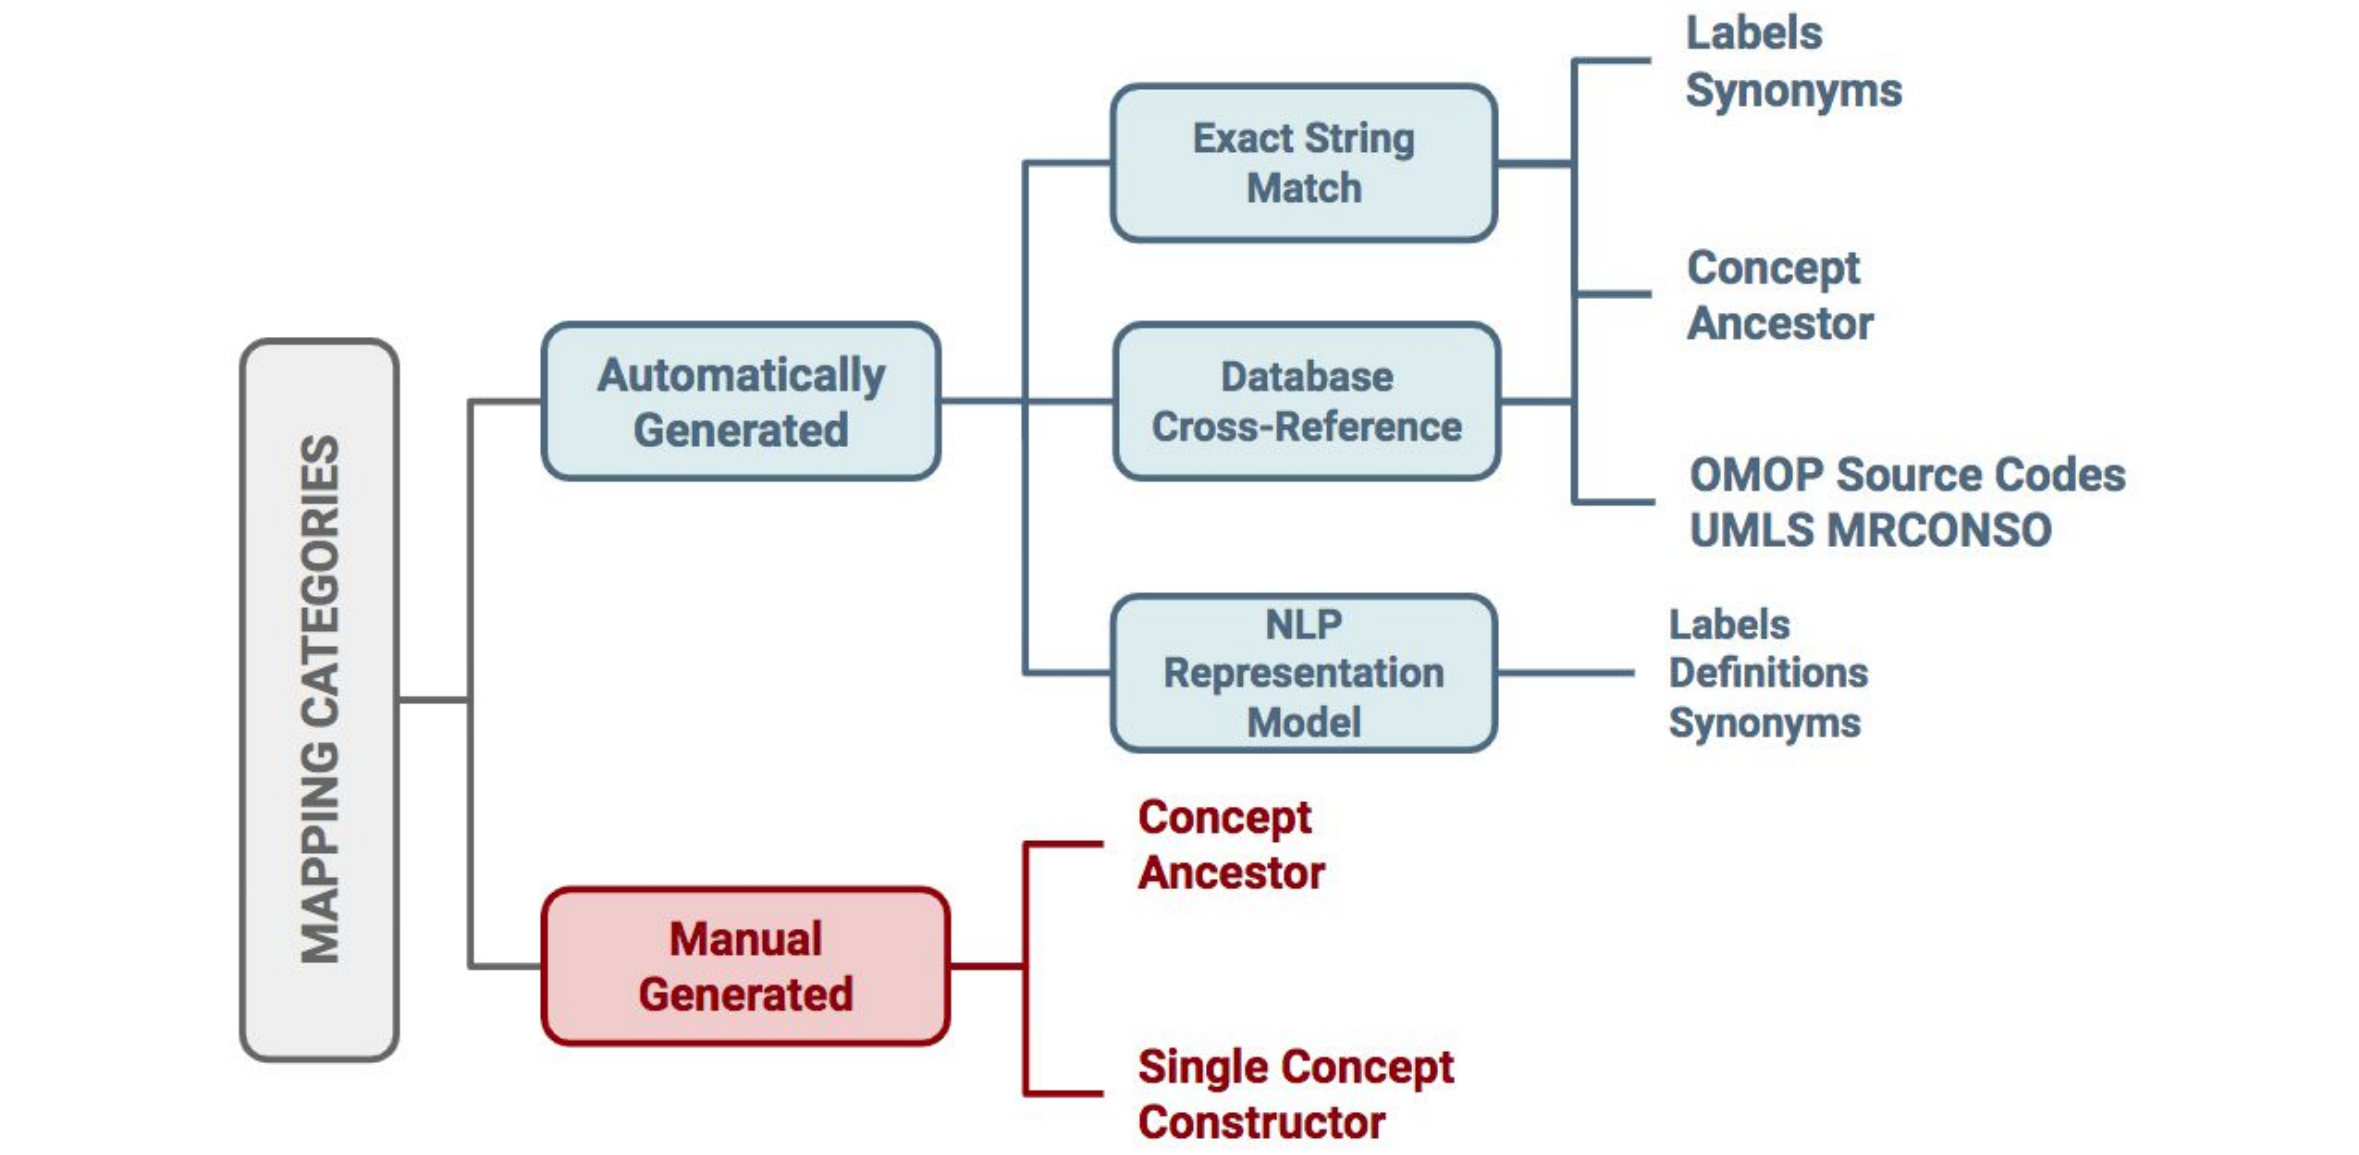 MAPPING CATEGORIES
Automatically
Generated
Exact String
Match
Labels
Synonyms
Concept
Ancestor
Database
Cross-Reference
OMOP Source Codes
UMLS MRCONSO
NLP
Representation
Model
Labels
Definitions
Synonyms
Manual
Generated
Concept
Ancestor
Single Concept
Constructor